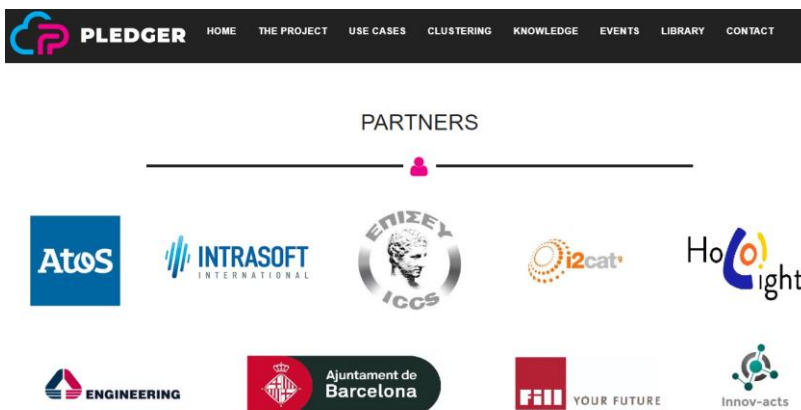 PLEDGER HOME THE PROJECT USE CASES CLUSTERING KNOWLEDGE EVENTS LIBRARY CONTACT
PARTNERS
Atos
INTRASOFT
INTERNATIONAL
ΕΠΙΣΕΥ
ICCS
i2cat
Holo!ight
ENGINEERING
Ajuntament de
Barcelona
Fill YOUR FUTURE
Innov-acts